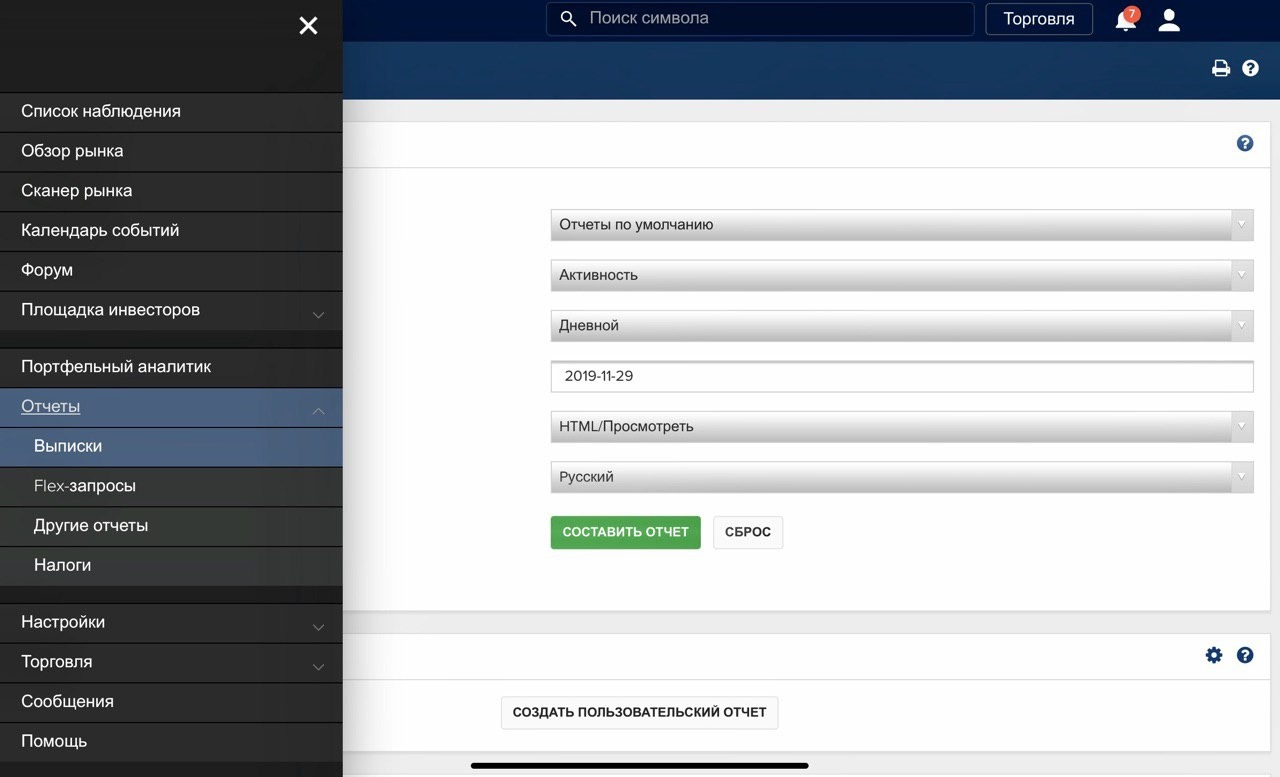 Поиск символа
Торговля
7
Список наблюдения
Обзор рынка
Сканер рынка
Календарь событий
Форум
Площадка инвесторов
Портфельный аналитик
Отчеты
Выписки
Flex-запросы
Другие отчеты
Налоги
Настройки
Торговля
Сообщения
Помощь
Отчеты по умолчанию
Активность
Дневной
2019-11-29
HTML/Просмотреть
Русский
СОСТАВИТЬ ОТЧЕТ
СБРОС
СОЗДАТЬ ПОЛЬЗОВАТЕЛЬСКИЙ ОТЧЕТ